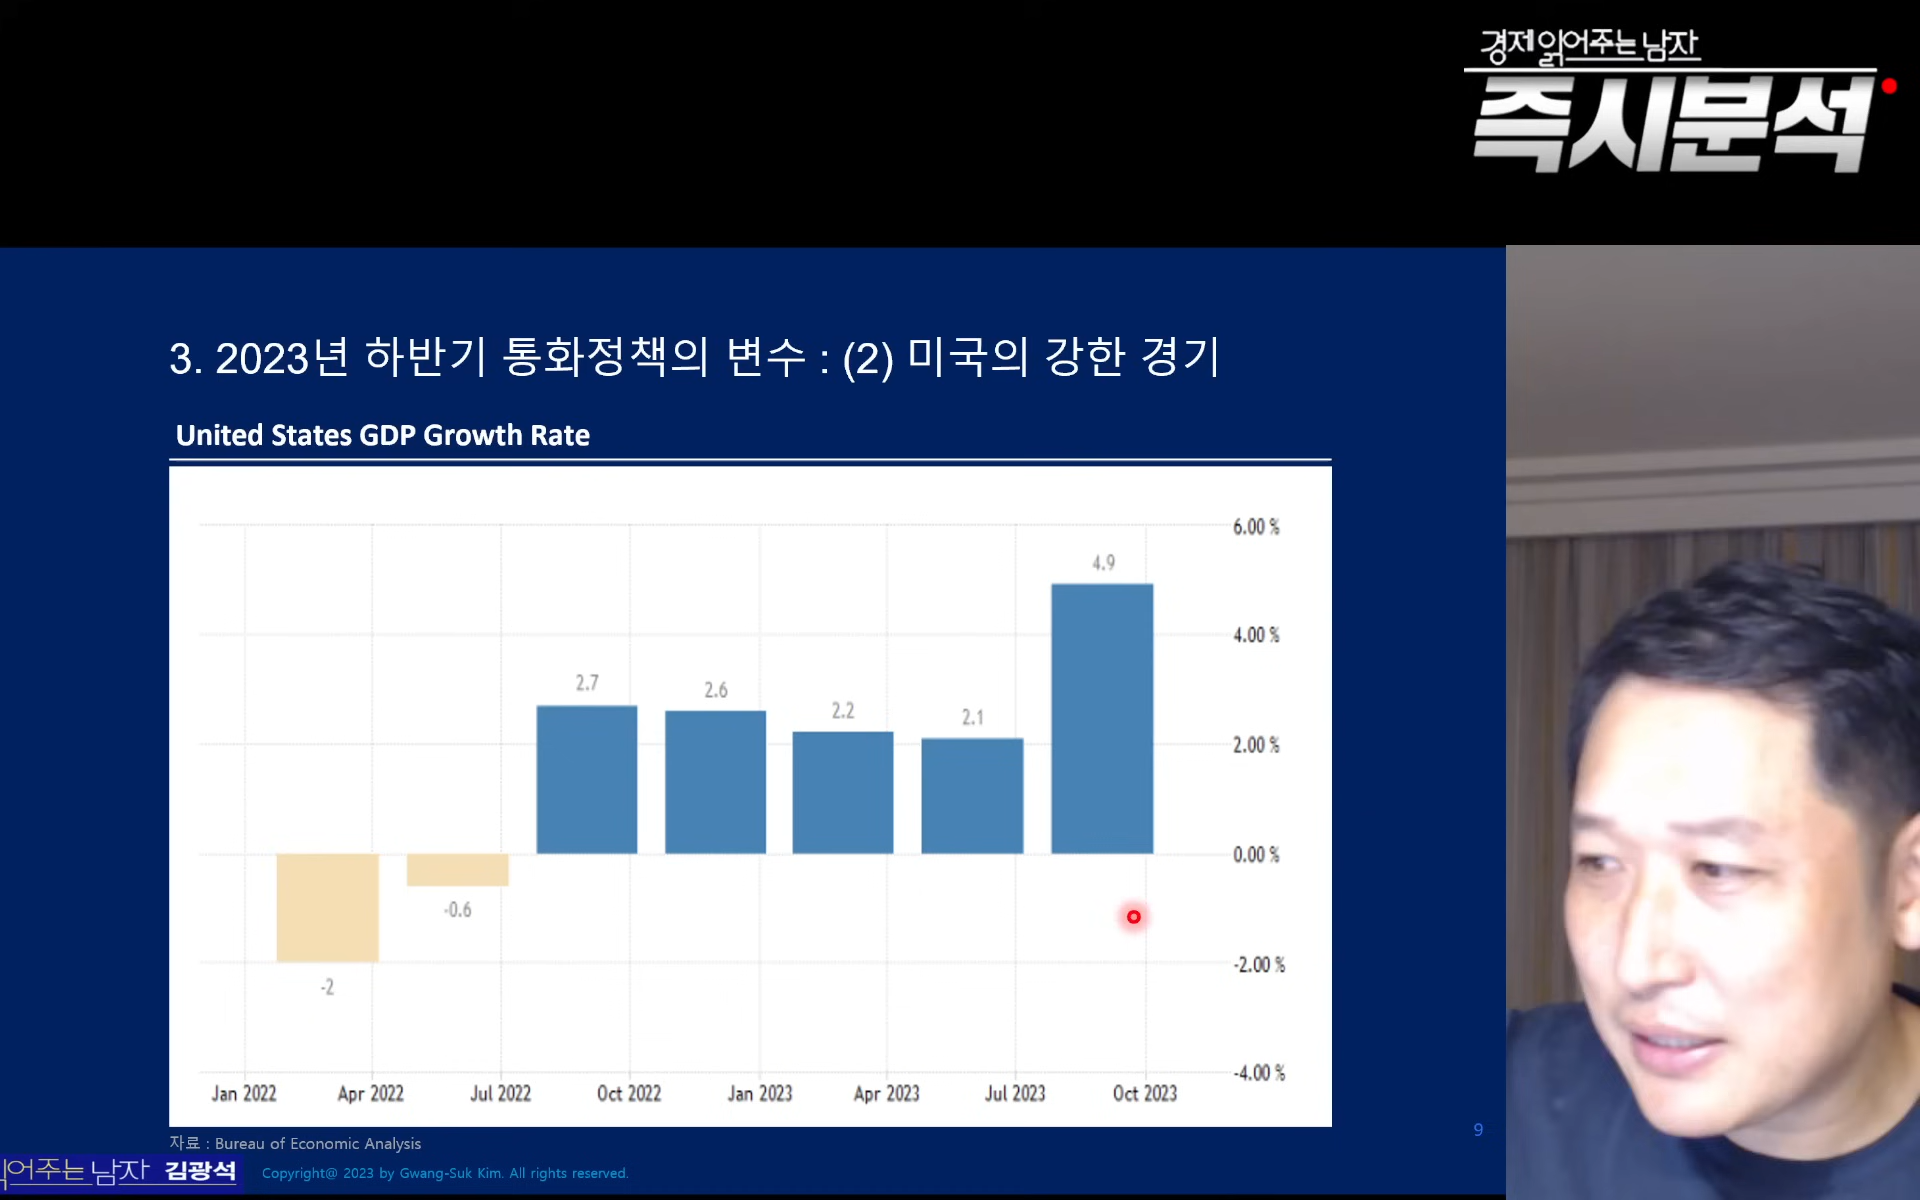 경제읽어주는남자
즉시분석
3. 2023년 하반기 통화정책의 변수 : (2) 미국의 강한 경기
United States GDP Growth Rate
6.00 %
4.9
4.00 %
2.7
2.6
2.2
2.1
2.00 %
0.00 %
-0.6
-2.00 %
-2
-4.00 %
Jan 2022 Apr 2022 Jul 2022 Oct 2022 Jan 2023 Apr 2023 Jul 2023 Oct 2023
자료 : Bureau of Economic Analysis
9
어주는남자 김광석
Copyright@ 2023 by Gwang-Suk Kim. All rights reserved.